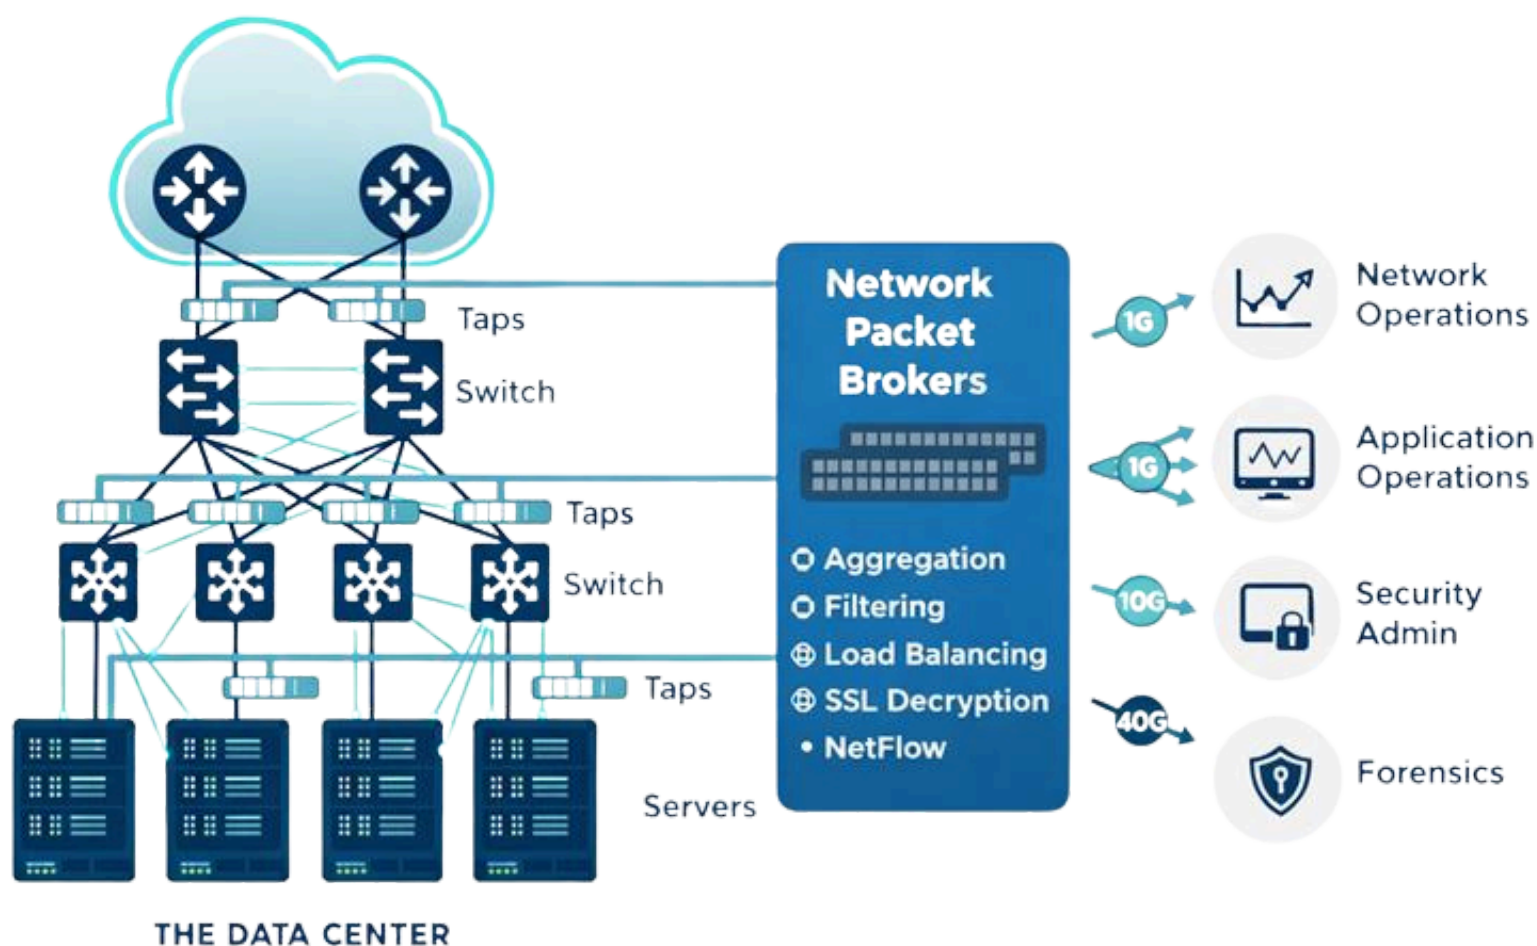 Taps
Switch
Taps
Switch
Taps
Servers
THE DATA CENTER
Network
Packet
Brokers
Aggregation
Filtering
Load Balancing
SSL Decryption
• NetFlow
1G
Network
Operations
1G
Application
Operations
10G
Security
Admin
40G
Forensics